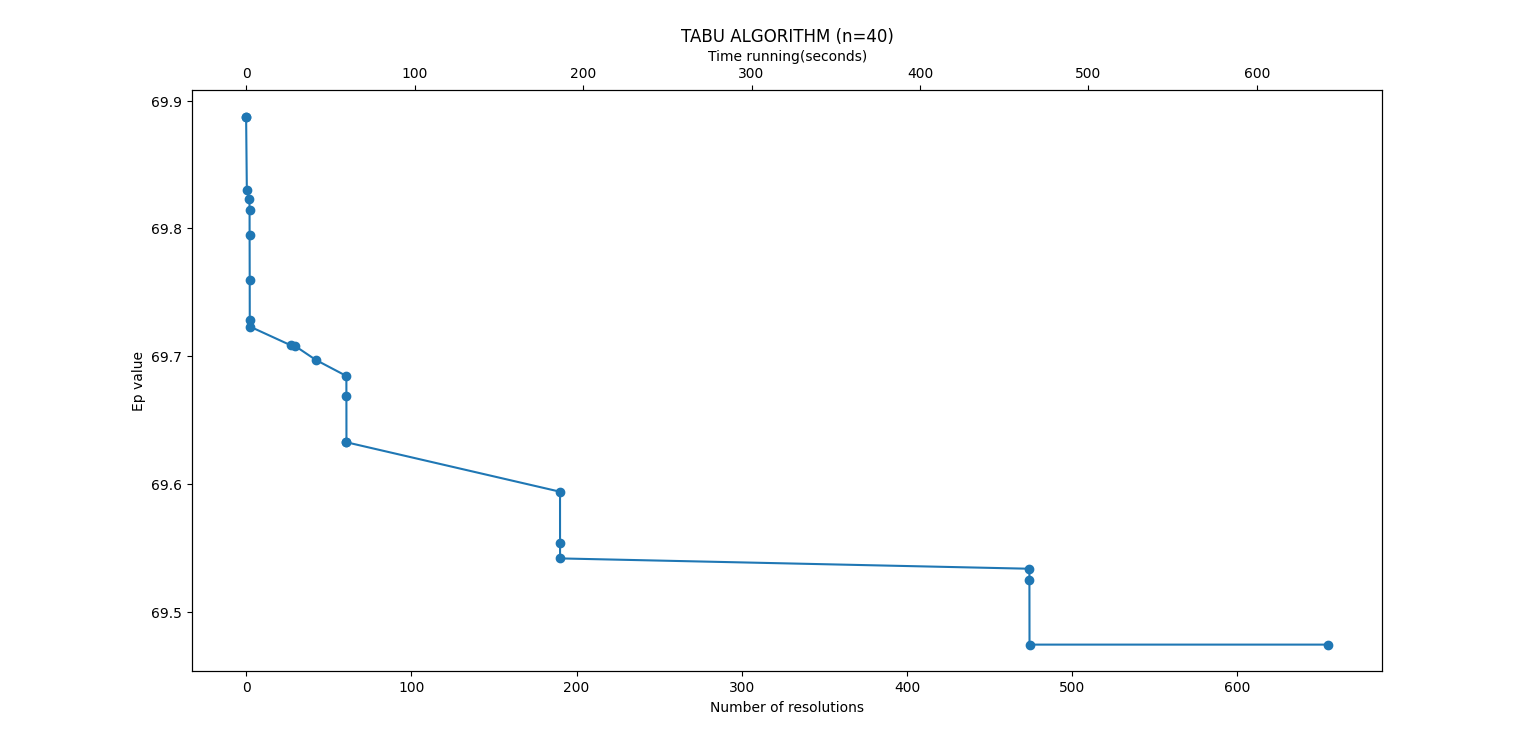 TABU ALGORITHM (n=40)
Time running(seconds)
0 100 200 300 400 500 600
69.9
69.8
69.7
69.6
69.5
Ep value
0 100 200 300 400 500 600
Number of resolutions